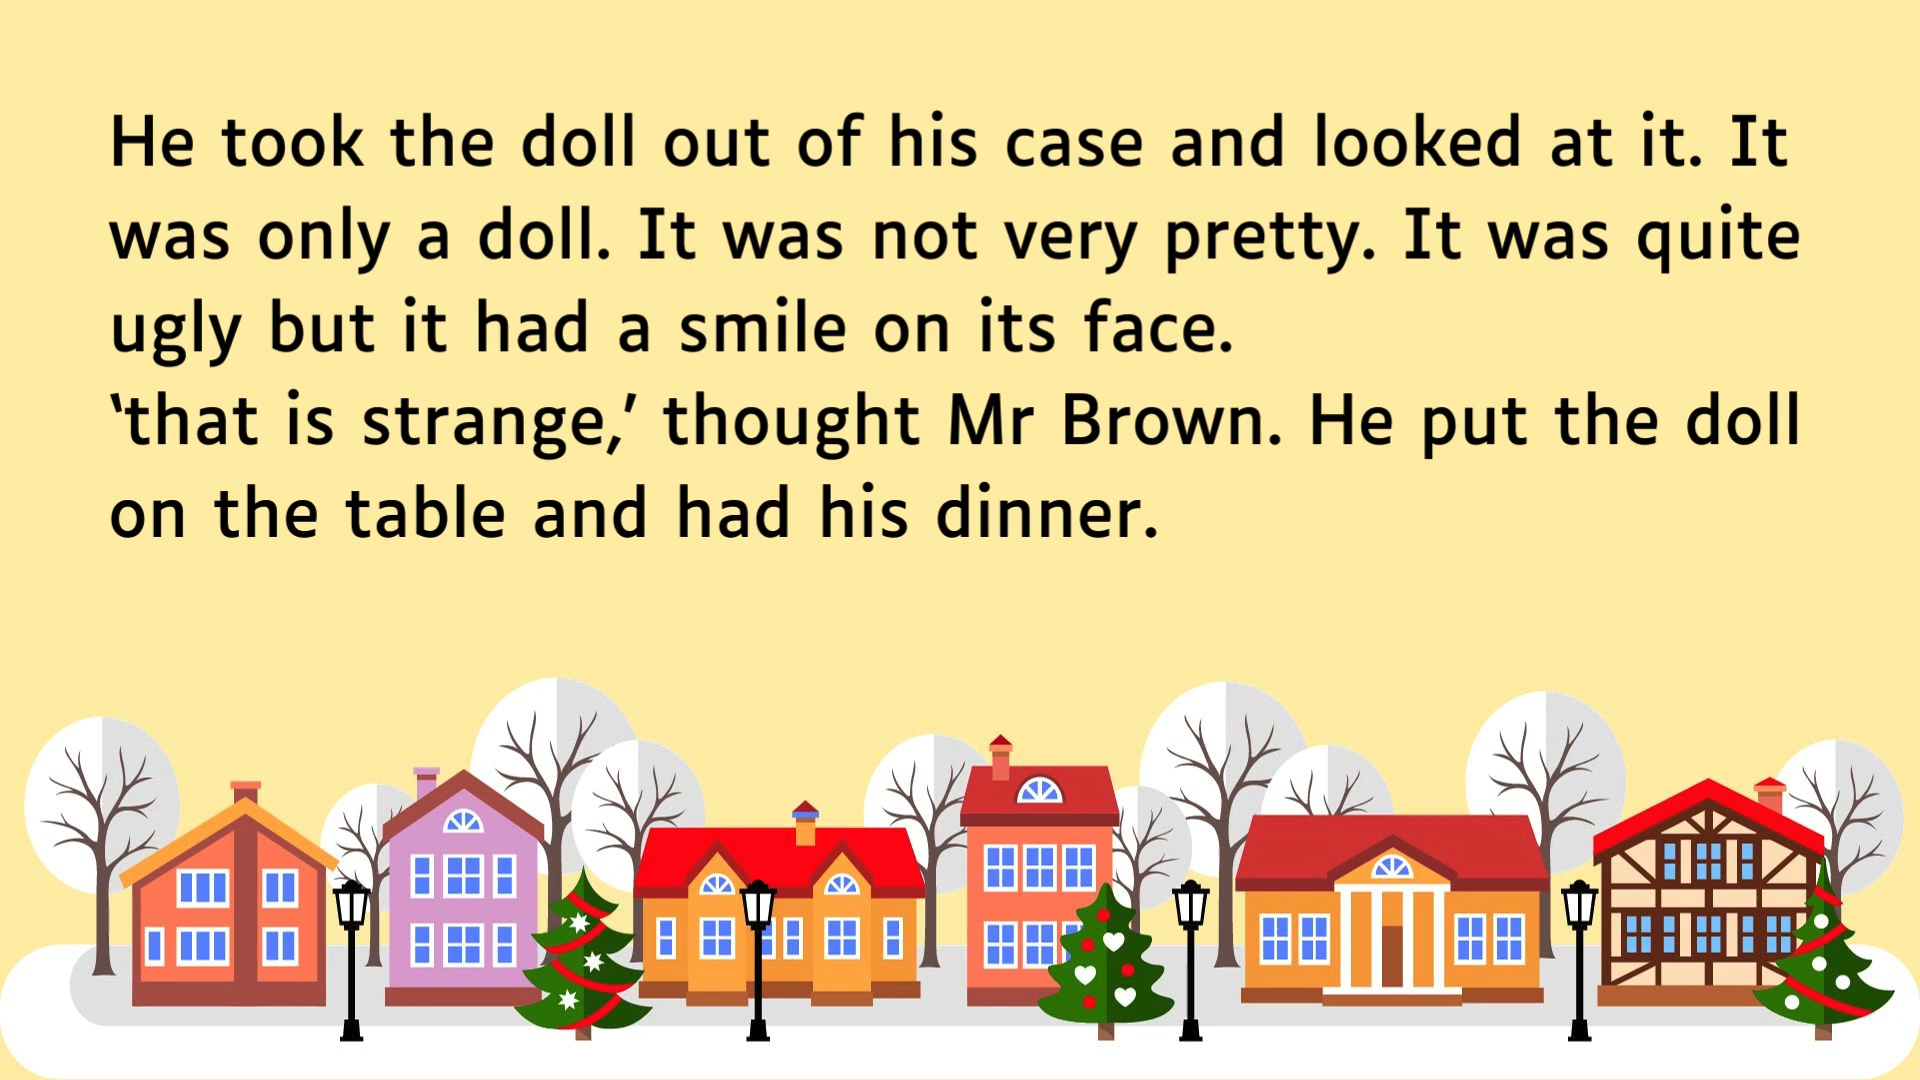 He took the doll out of his case and looked at it. It
was only a doll. It was not very pretty. It was quite
ugly but it had a smile on its face.
‘that is strange,’ thought Mr Brown. He put the doll
on the table and had his dinner.